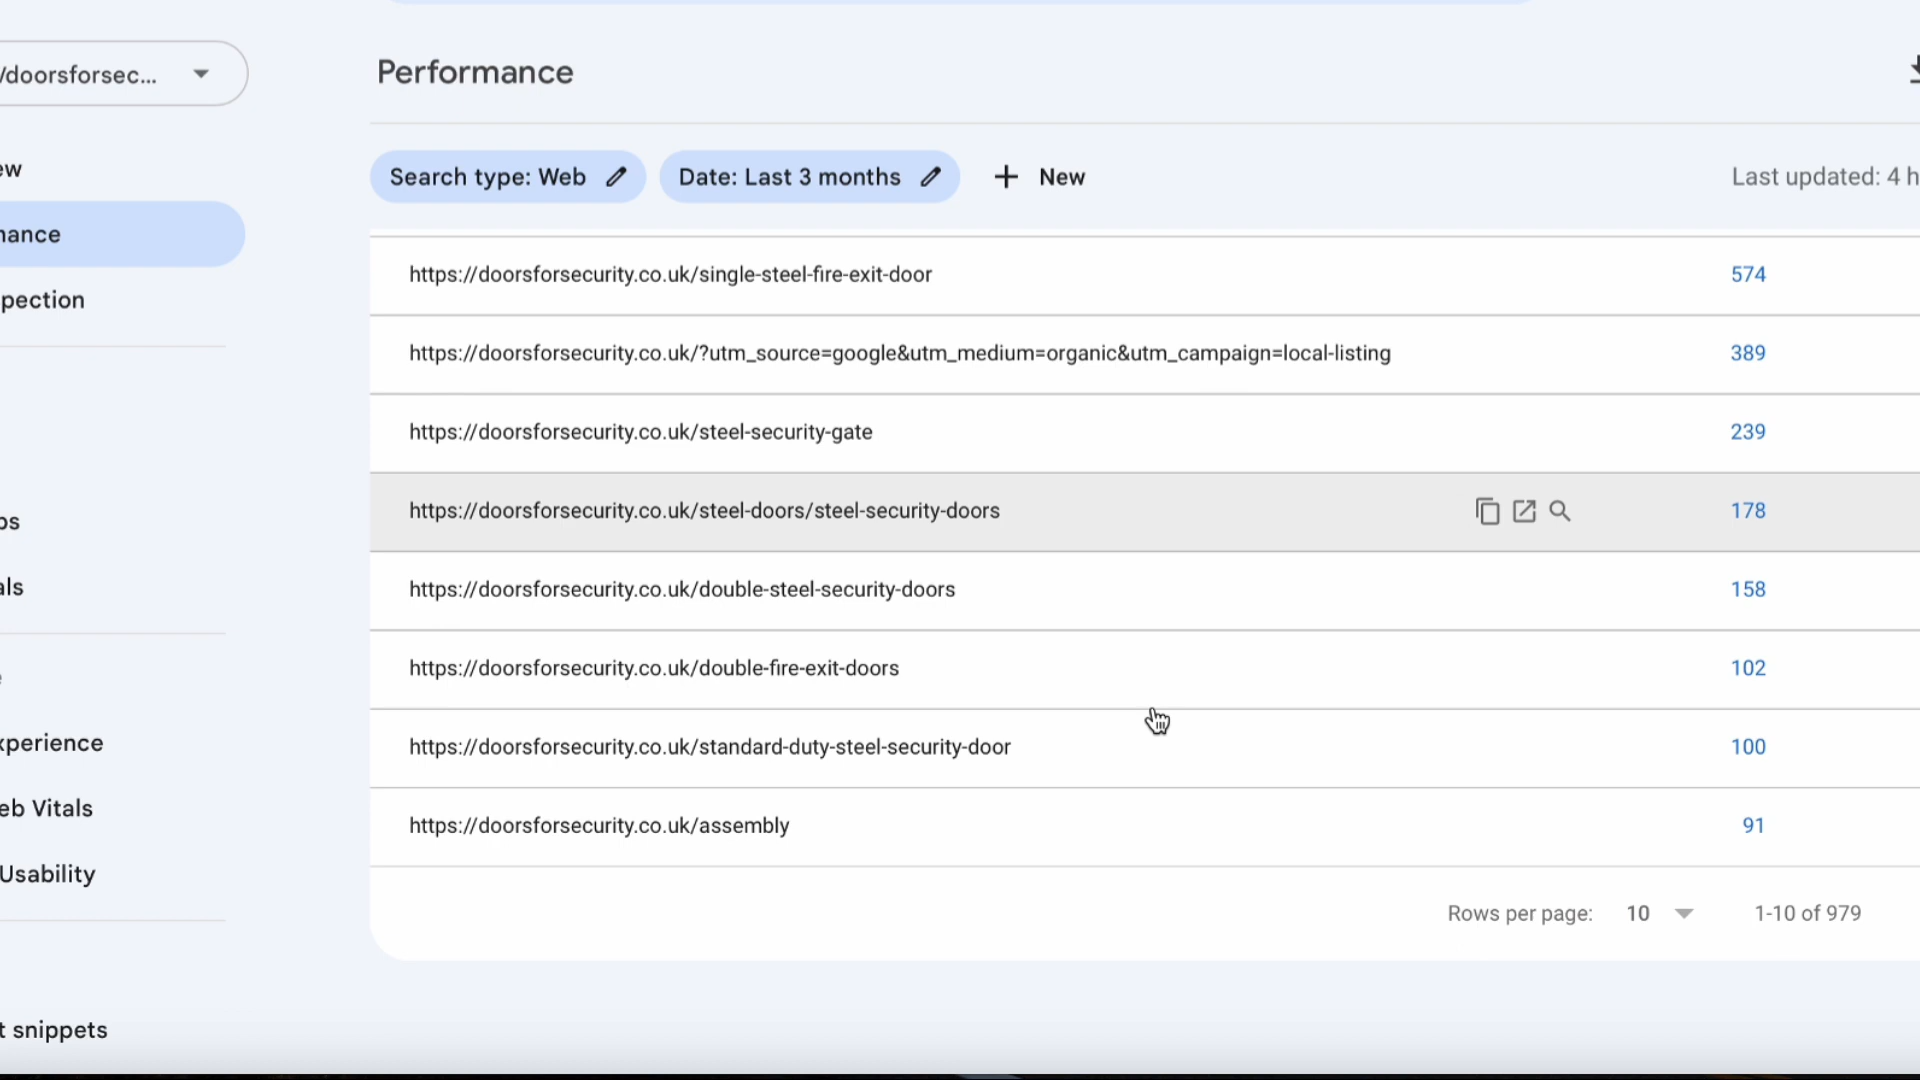 /doorsforsec...
Performance
ew
Search type: Web
Date: Last 3 months
+ New
Last updated: 4 h
nance
https://doorsforsecurity.co.uk/single-steel-fire-exit-door 574
pection
https://doorsforsecurity.co.uk/?utm_source=google&utm_medium=organic&utm_campaign=local-listing 389
https://doorsforsecurity.co.uk/steel-security-gate 239
https://doorsforsecurity.co.uk/steel-doors/steel-security-doors 178
ps
https://doorsforsecurity.co.uk/double-steel-security-doors 158
als
https://doorsforsecurity.co.uk/double-fire-exit-doors 102
https://doorsforsecurity.co.uk/standard-duty-steel-security-door 100
xperience
https://doorsforsecurity.co.uk/assembly 91
eb Vitals
Usability
Rows per page: 10 1-10 of 979
t snippets